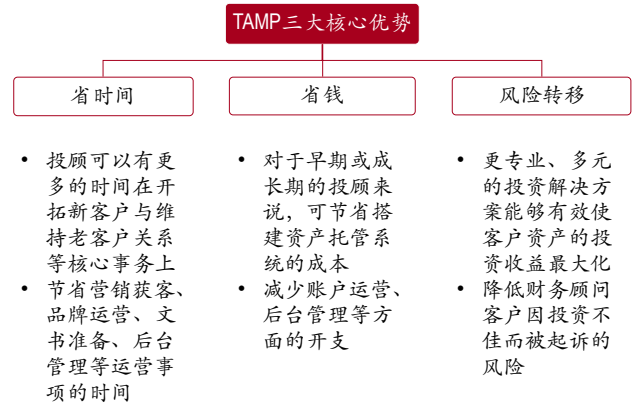 TAMP三大核心优势
省时间
省钱
风险转移
• 投顾可以有更
多的时间在开
拓新客户与维
持老客户关系
等核心事务上
• 节省营销获客、
品牌运营、文
书准备、后台
管理等运营事
项的时间
• 对于早期或成
长期的投顾来
说，可节省搭
建资产托管系
统的成本
• 减少账户运营、
后台管理等方
面的开支
• 更专业、多元
的投资解决方
案能够有效使
客户资产的投
资收益最大化
• 降低财务顾问
客户因投资不
佳而被起诉的
风险